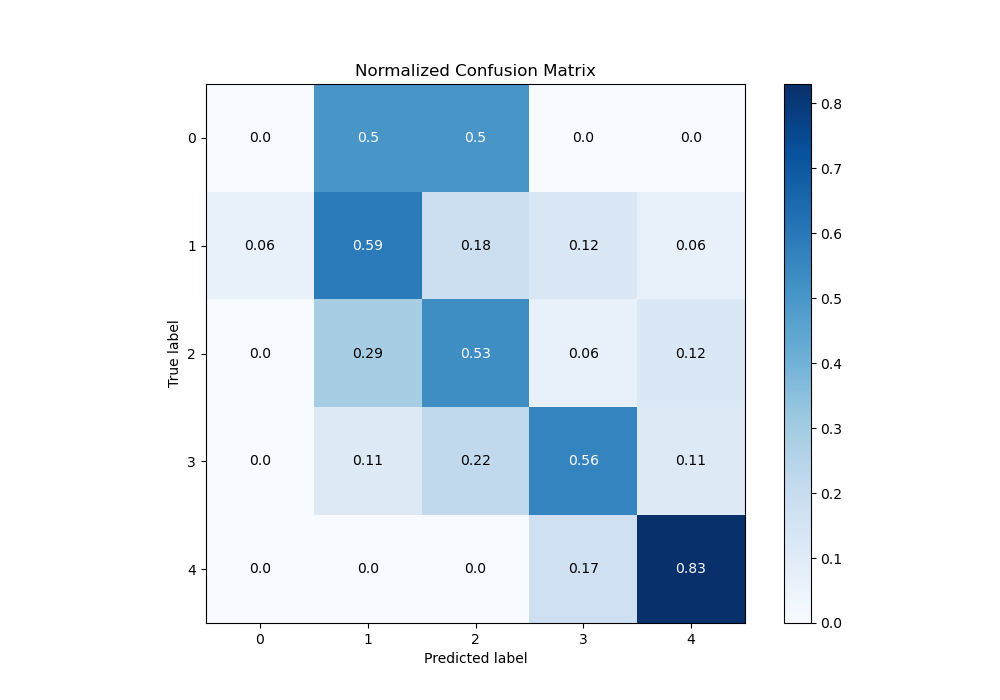 Normalized Confusion Matrix
True label
0 0.0 0.5 0.5 0.0 0.0
1 0.06 0.59 0.18 0.12 0.06
2 0.0 0.29 0.53 0.06 0.12
3 0.0 0.11 0.22 0.56 0.11
4 0.0 0.0 0.0 0.17 0.83
0 1 2 3 4
Predicted label
0.8
0.7
0.6
0.5
0.4
0.3
0.2
0.1
0.0